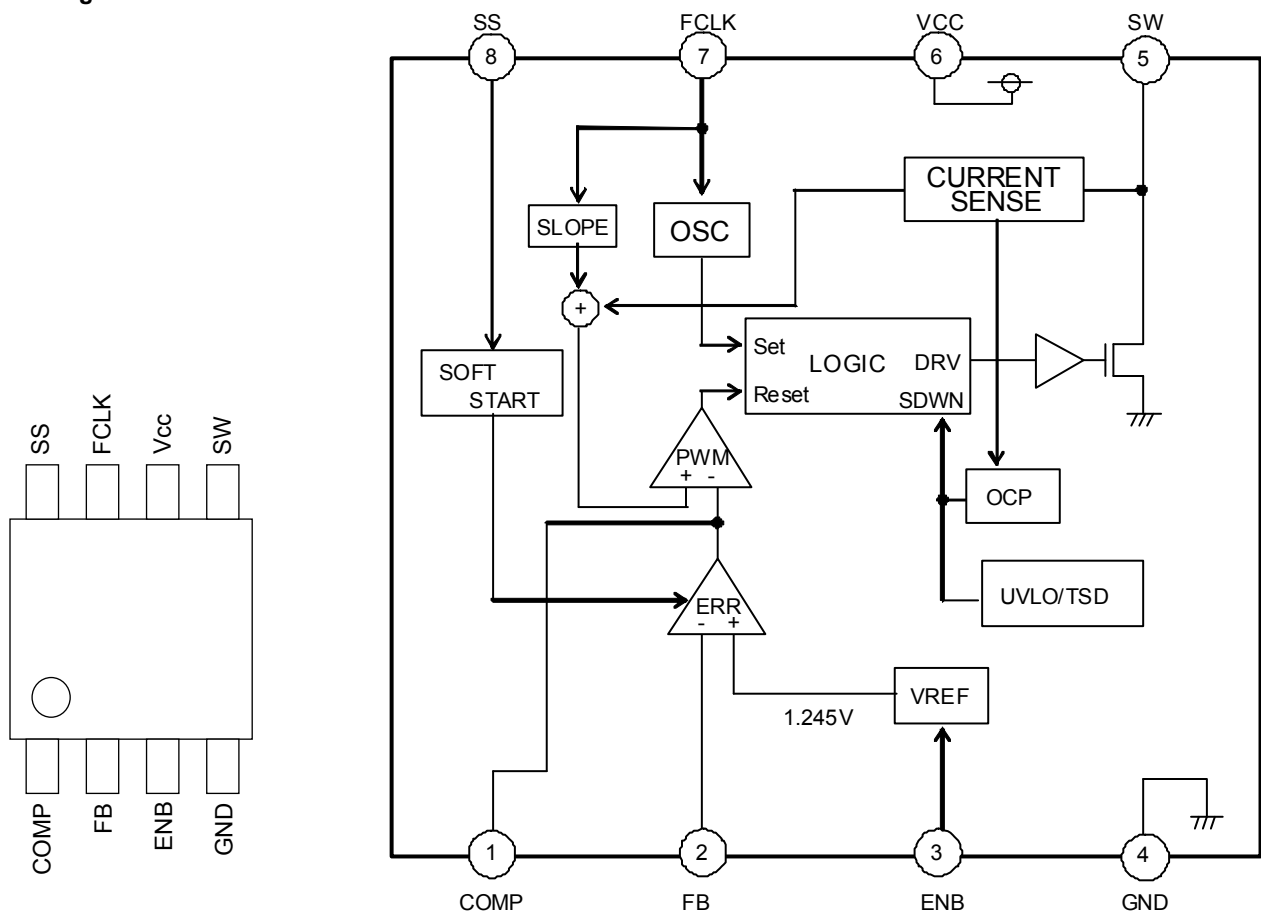 SS
FCLK
VCC
SW
8
7
6
5
CURRENT
SENSE
SLOPE
OSC
+
Set
LOGIC
DRV
Reset
SDWN
SOFT
START
PWM
+ -
OCP
ERR
- +
UVLO/TSD
VREF
1.245V
1
2
3
4
COMP
FB
ENB
GND
SS
FCLK
Vcc
SW
COMP
FB
ENB
GND